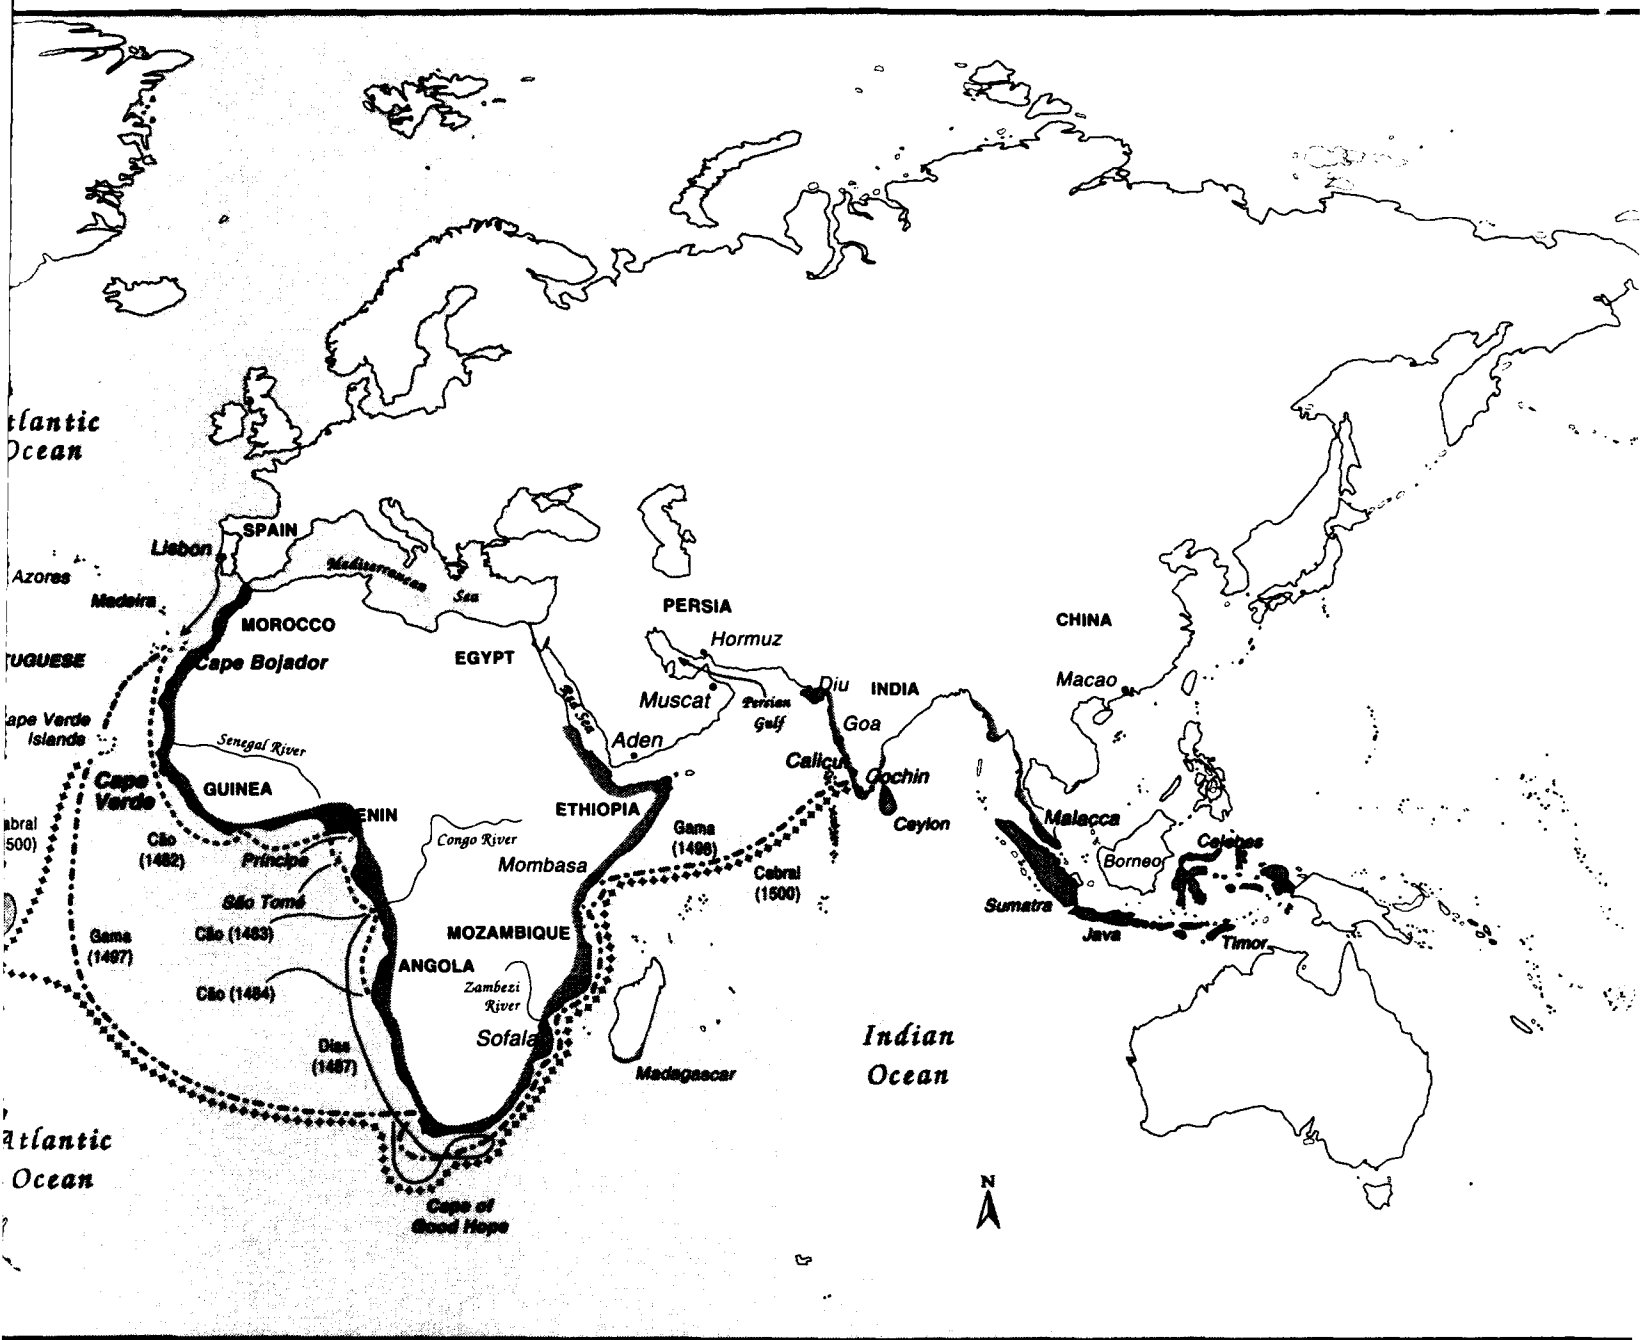 tlantic
Ocean
SPAIN
Lisbon
Azores
Madeira
Mediterranean
Sea
MOROCCO
TUGUESE
Cape Bojador
EGYPT
PERSIA
Hormuz
CHINA
Macao
Muscat
Persian
Gulf
Diu
INDIA
Goa
Red Sea
Aden
ape Verde
Islands
Senegal River
Cape
Verde
GUINEA
ENIN
ETHIOPIA
Calicu
Cochin
Ceylon
Malacca
Celebes
Borneo
Sumatra
Java
Timor
abral
500)
Cão
(1482)
Príncipe
Congo River
Mombasa
Gama
(1498)
Cabral
(1500)
São Tomé
Cão (1483)
Gama
(1497)
MOZAMBIQUE
ANGOLA
Cão (1484)
Zambezi
River
Sofala
Dias
(1487)
Madagascar
Indian
Ocean
Atlantic
Ocean
Cape of
Good Hope
N